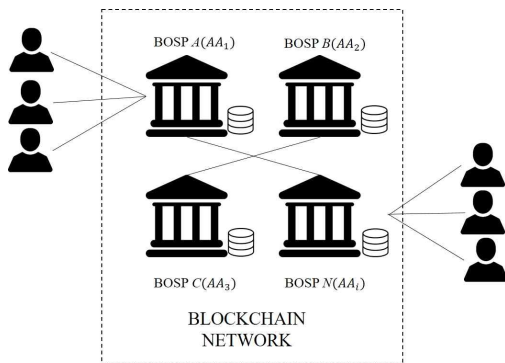 BOSP A(AA₁)
BOSP B(AA₂)
BOSP C(AA₃)
BOSP N(AAᵢ)
BLOCKCHAIN
NETWORK